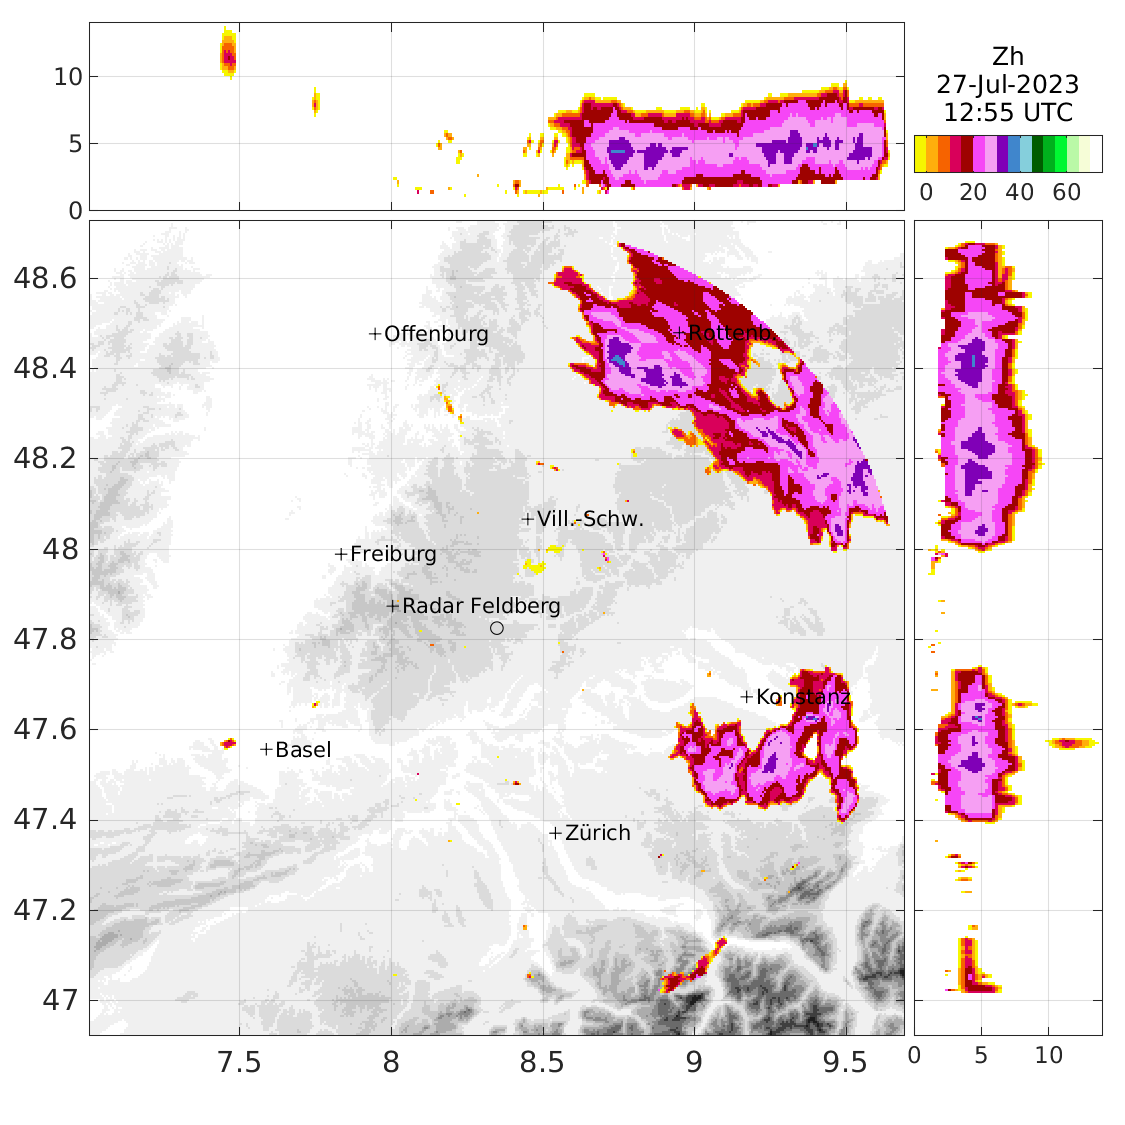 10
5
0
Zh
27-Jul-2023
12:55 UTC
0 20 40 60
48.6
48.4
48.2
48
47.8
47.6
47.4
47.2
47
+Offenburg
+Rottenb.
+Vill.-Schw.
+Freiburg
+Radar Feldberg
+Konstanz
+Basel
+Zürich
7.5 8 8.5 9 9.5
0 5 10